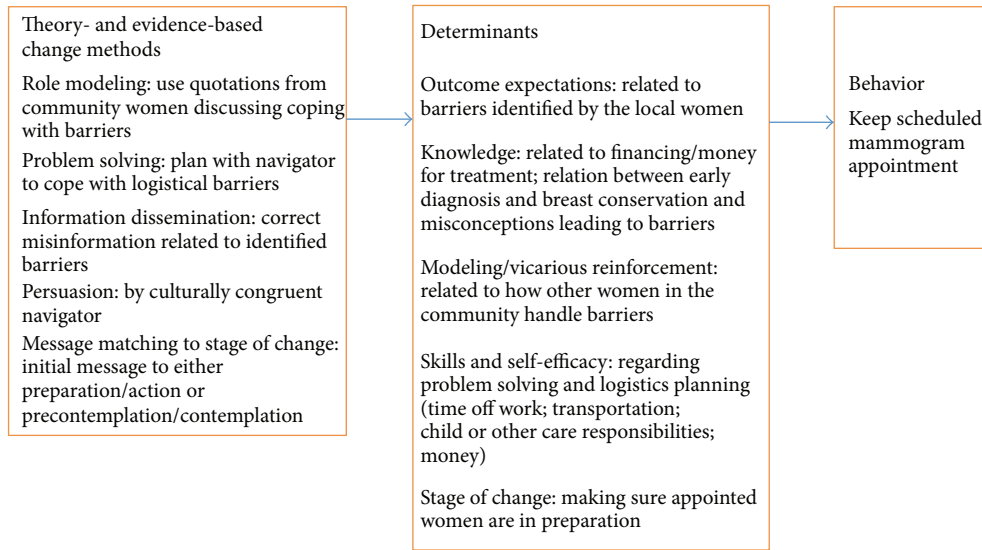 Theory- and evidence-based
change methods
Role modeling: use quotations from
community women discussing coping
with barriers
Problem solving: plan with navigator
to cope with logistical barriers
Information dissemination: correct
misinformation related to identified
barriers
Persuasion: by culturally congruent
navigator
Message matching to stage of change:
initial message to either
preparation/action or
precontemplation/contemplation
Determinants
Outcome expectations: related to
barriers identified by the local women
Knowledge: related to financing/money
for treatment; relation between early
diagnosis and breast conservation and
misconceptions leading to barriers
Modeling/vicarious reinforcement:
related to how other women in the
community handle barriers
Skills and self-efficacy: regarding
problem solving and logistics planning
(time off work; transportation;
child or other care responsibilities;
money)
Stage of change: making sure appointed
women are in preparation
Behavior
Keep scheduled
mammogram
appointment